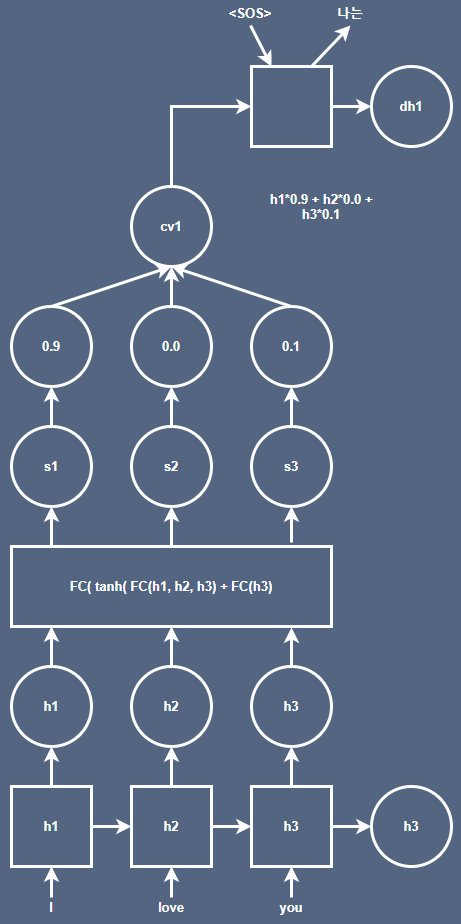 <SOS>
나는
dh1
h1*0.9 + h2*0.0 +
h3*0.1
cv1
0.9
0.0
0.1
s1
s2
s3
FC( tanh( FC(h1, h2, h3) + FC(h3)
h1
h2
h3
h1
h2
h3
h3
I
love
you